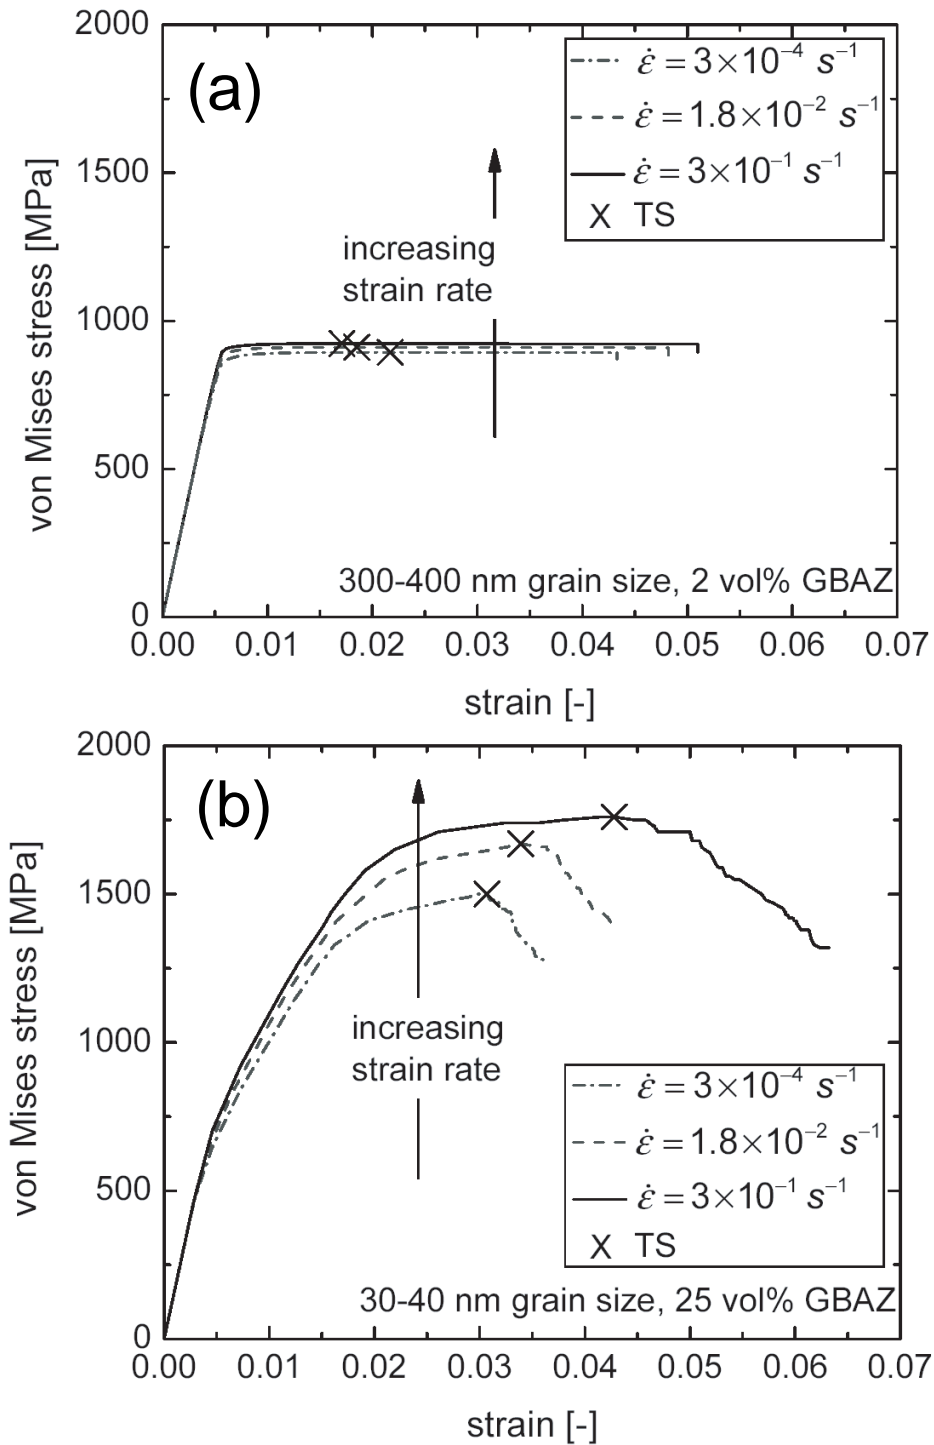 2000
(a)
ε̇ = 3×10⁻⁴ s⁻¹
ε̇ = 1.8×10⁻² s⁻¹
1500
ε̇ = 3×10⁻¹ s⁻¹
X TS
increasing
strain rate
1000
500
300-400 nm grain size, 2 vol% GBAZ
0
0.00 0.01 0.02 0.03 0.04 0.05 0.06 0.07
von Mises stress [MPa]
strain [-]
2000
(b)
1500
1000
increasing
strain rate
ε̇ = 3×10⁻⁴ s⁻¹
ε̇ = 1.8×10⁻² s⁻¹
500
ε̇ = 3×10⁻¹ s⁻¹
X TS
30-40 nm grain size, 25 vol% GBAZ
0
0.00 0.01 0.02 0.03 0.04 0.05 0.06 0.07
von Mises stress [MPa]
strain [-]